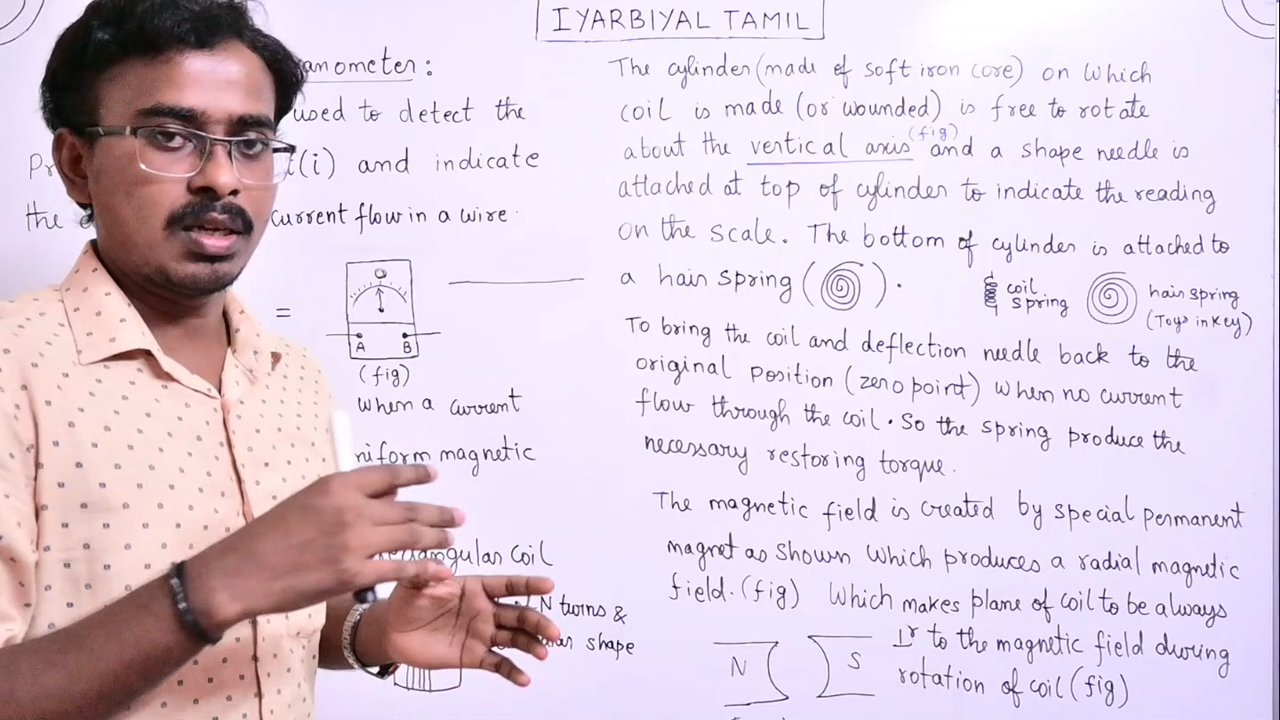 IYARBIYAL TAMIL
anometer:
used to detect the
(i) and indicate
the current flow in a wire.
=
A B
(fig)
When a current
niform magnetic
rectangular coil
N turns &
shape
The cylinder (made of soft iron core) on which
coil is made (or wounded) is free to rotate
about the vertical axis (fig) and a shape needle is
attached at top of cylinder to indicate the reading
on the scale. The bottom of cylinder is attached to
a hair spring ( ).
coil
spring
hair spring
(Toys in key)
To bring the coil and deflection needle back to the
original position (zero point) when no current
flow through the coil. So the spring produce the
necessary restoring torque.
The magnetic field is created by special permanent
magnet as shown which produces a radial magnetic
field. (fig) Which makes plane of coil to be always
⊥r to the magnetic field during
rotation of coil (fig)
N S